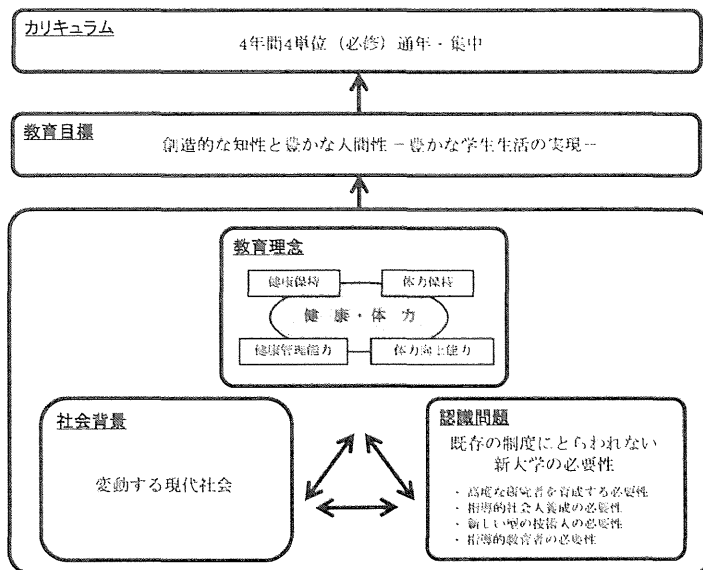 カリキュラム
4年間4単位（必修）通年・集中
教育目標
創造的な知性と豊かな人間性－豊かな学生生活の実現－
教育理念
健康保持 体力保持
健康・体力
健康管理能力 体力向上能力
社会背景
変動する現代社会
認識問題
既存の制度にとらわれない
新大学の必要性
・高度な研究者を育成する必要性
・指導的社会人養成の必要性
・新しい型の技術人の必要性
・指導的教育者の必要性